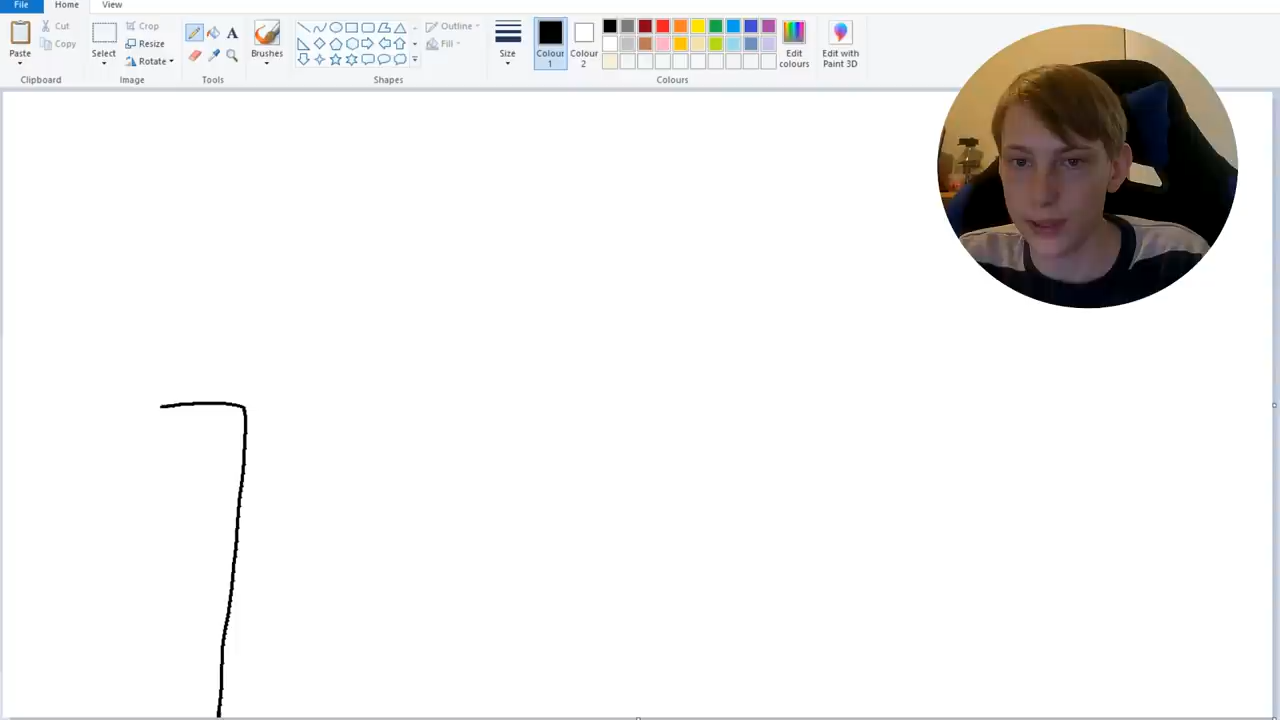 File Home View
Paste
Cut
Copy
Clipboard
Select
Crop
Resize
Rotate
Image
A
Tools
Brushes
Shapes
Outline
Fill
Size
Colour
1
Colour
2
Colours
Edit
colours
Edit with
Paint 3D